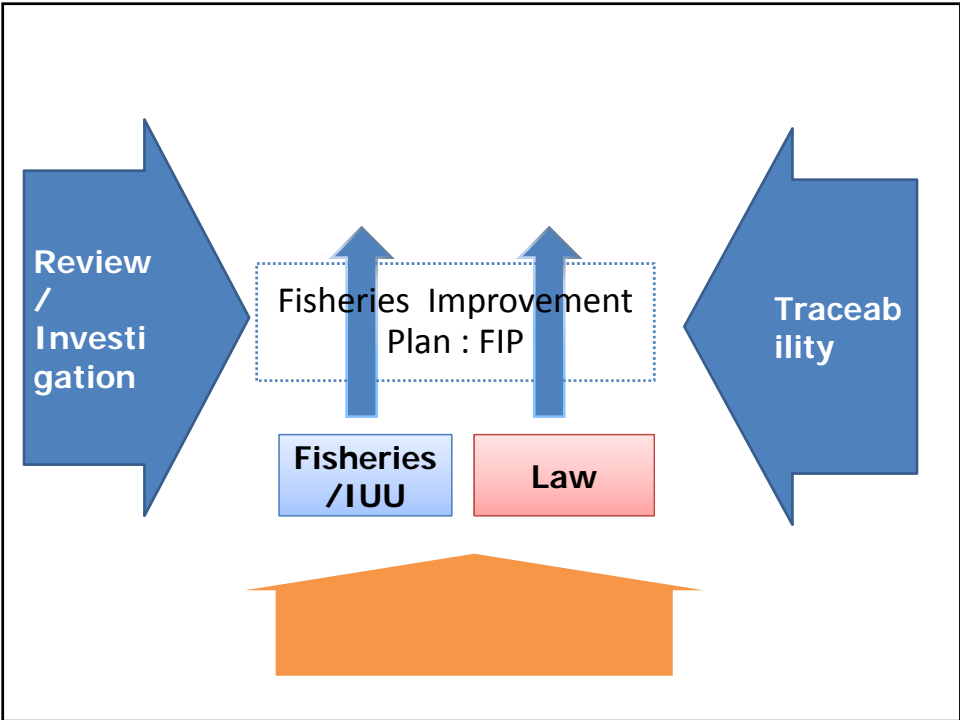 Review
/
Investi
gation
Fisheries  Improvement
Plan : FIP
Traceab
ility
Fisheries
/IUU
Law